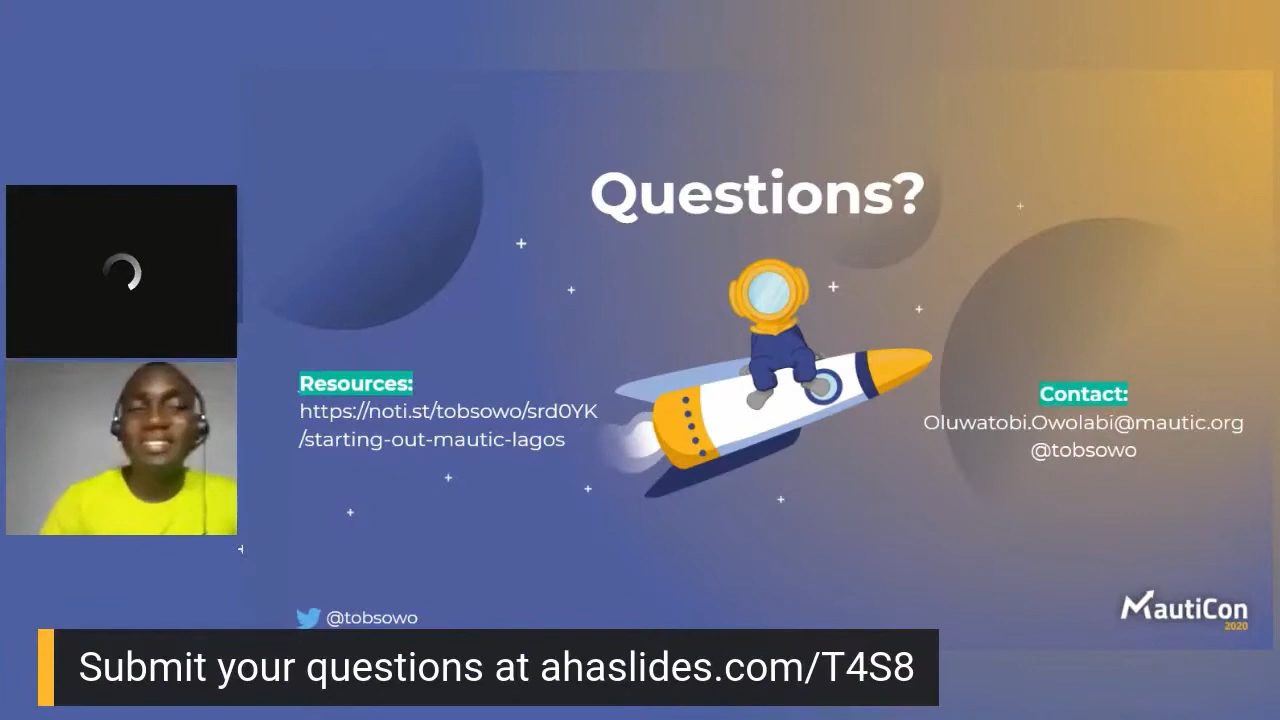 Questions?
Resources:
https://noti.st/tobsowo/srd0YK
/starting-out-mautic-lagos
Contact:
Oluwatobi.Owolabi@mautic.org
@tobsowo
@tobsowo
MautiCon
2020
Submit your questions at ahaslides.com/T4S8